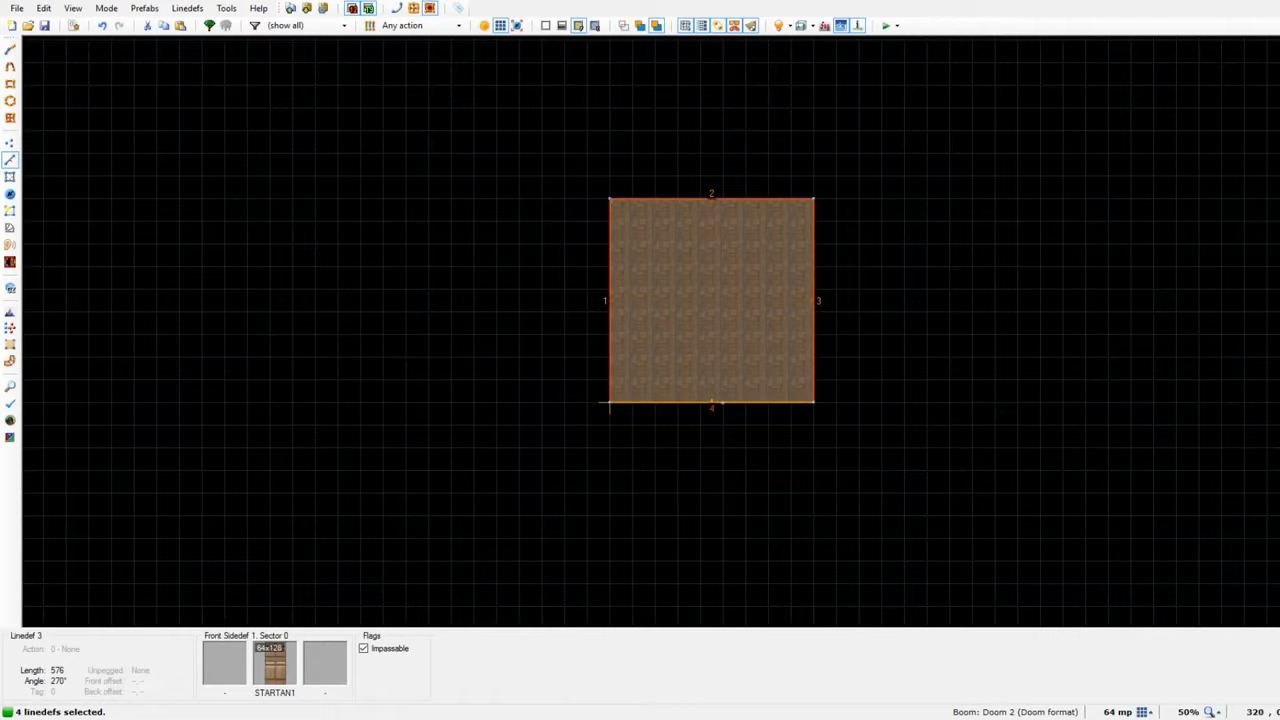 File Edit View Mode Prefabs Linedefs Tools Help
(show all) Any action
2
1 3
4
Linedef 3 Front Sidedef 1. Sector 0 Flags
Action: 0 - None 64x128 Impassable
Length: 576 Unpegged: None
Angle: 270° Front offset: --, --
Tag: 0 Back offset: --, --
- STARTAN1 -
4 linedefs selected. Boom: Doom 2 (Doom format) 64 mp 50% 320 , 0